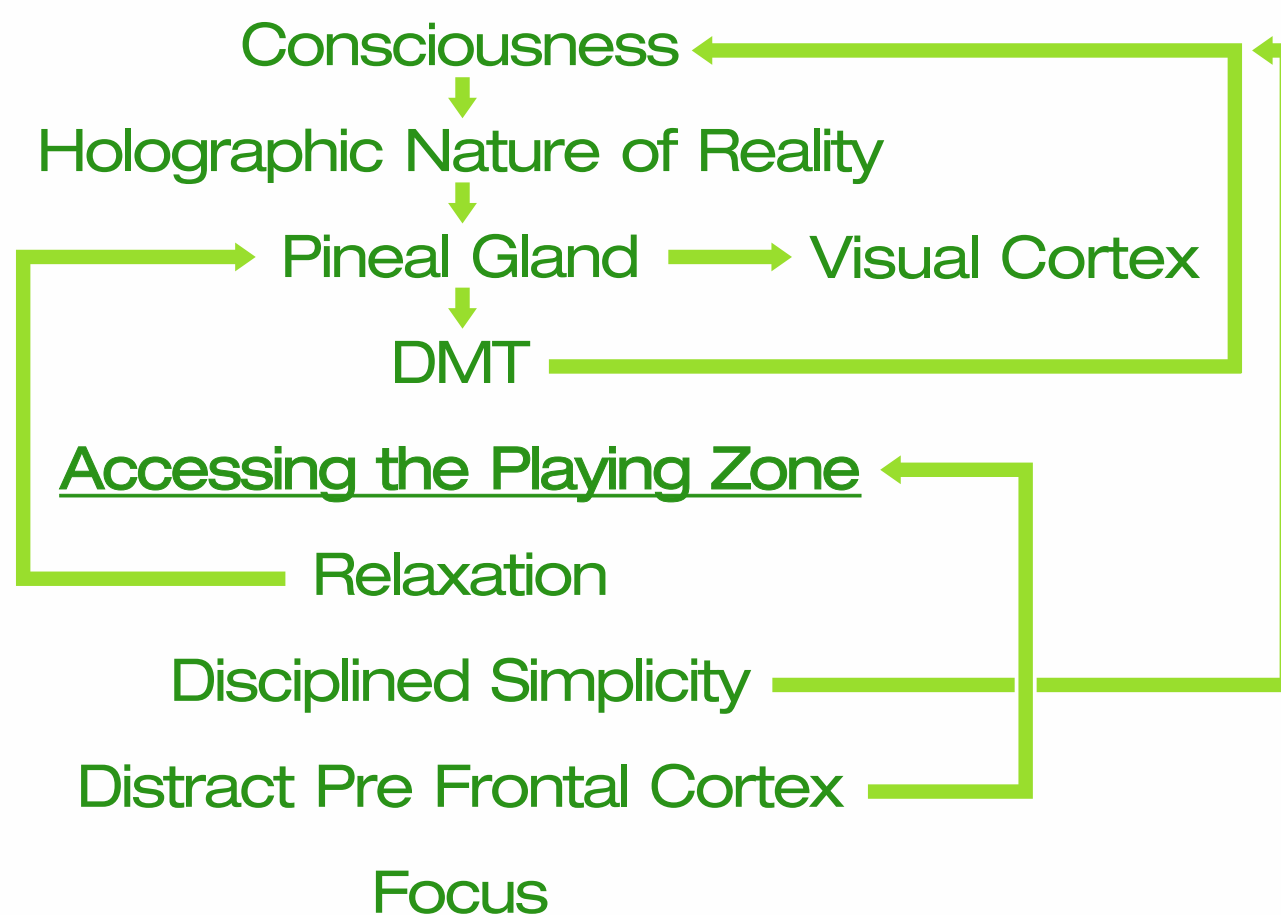 Consciousness
Holographic Nature of Reality
Pineal Gland Visual Cortex
DMT
Accessing the Playing Zone
Relaxation
Disciplined Simplicity
Distract Pre Frontal Cortex
Focus